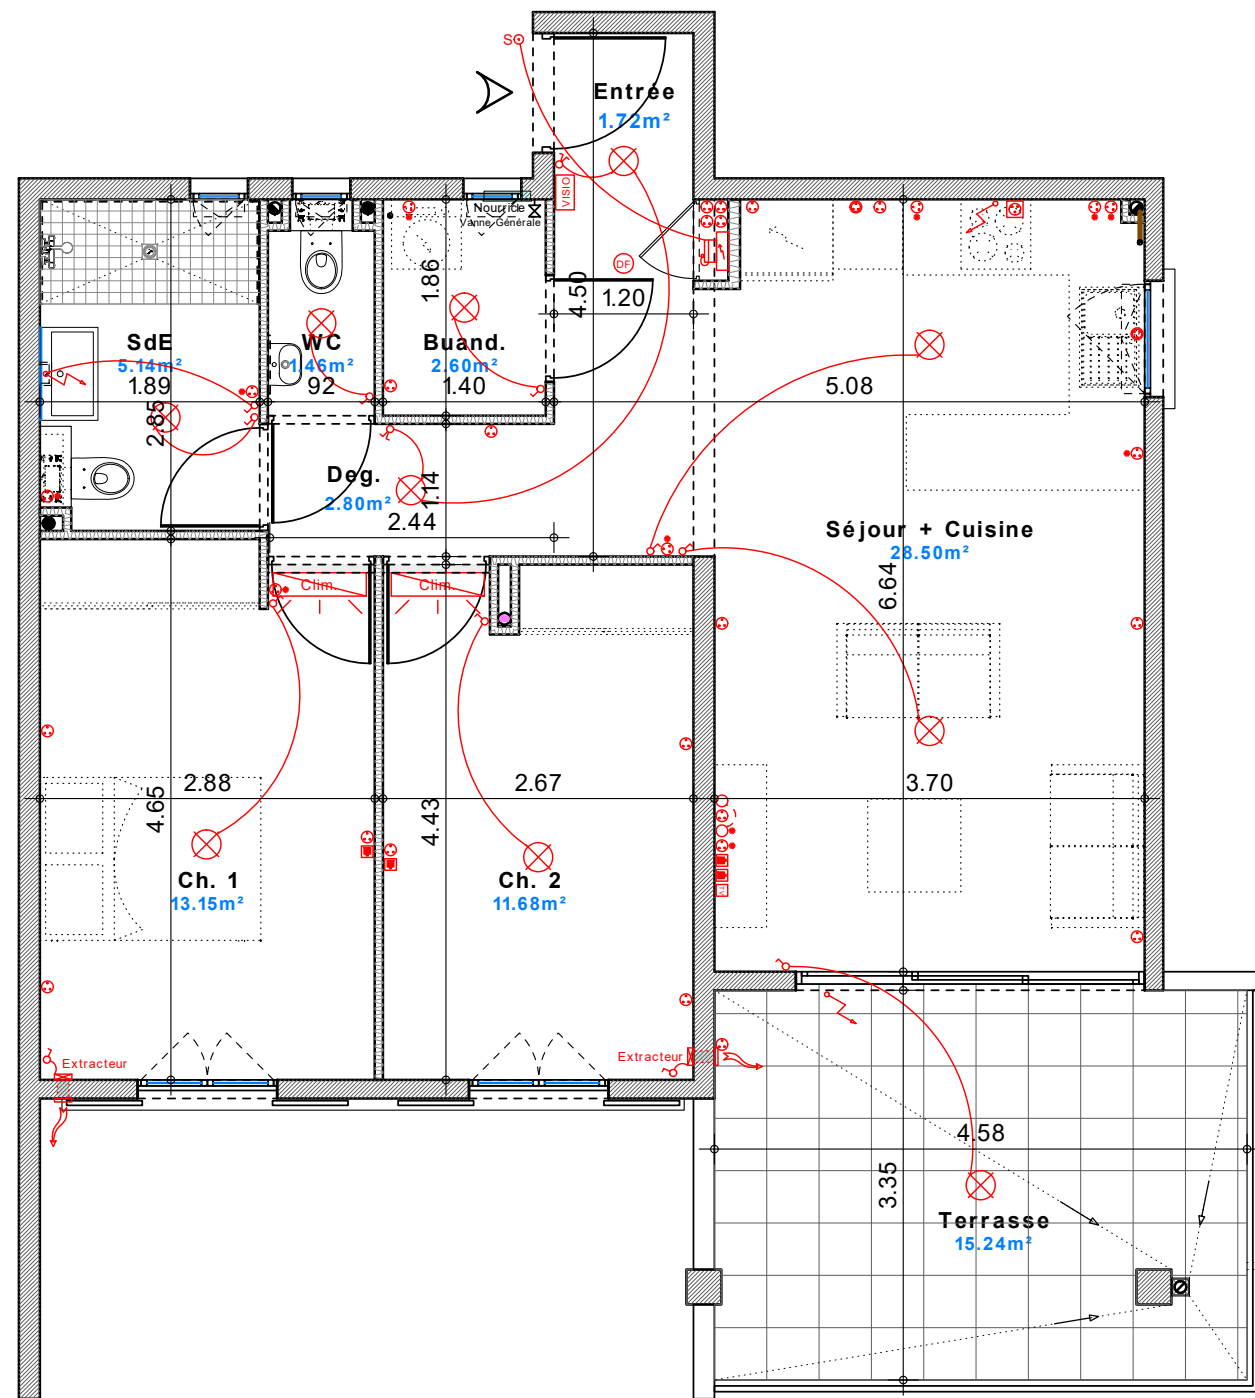 S
Entrée
1.72m²
VISIO
Nourrice
Vanne Générale
DF
1.86
4.50
1.20
SdE
5.14m²
1.89
2.85
WC
1.46m²
92
Buand.
2.60m²
1.40
5.08
Deg.
2.80m²
1.14
2.44
Séjour + Cuisine
28.50m²
6.64
Clim.
Clim.
2.88
4.65
2.67
4.43
3.70
Ch. 1
13.15m²
Ch. 2
11.68m²
TV
Extracteur
Extracteur
4.58
3.35
Terrasse
15.24m²